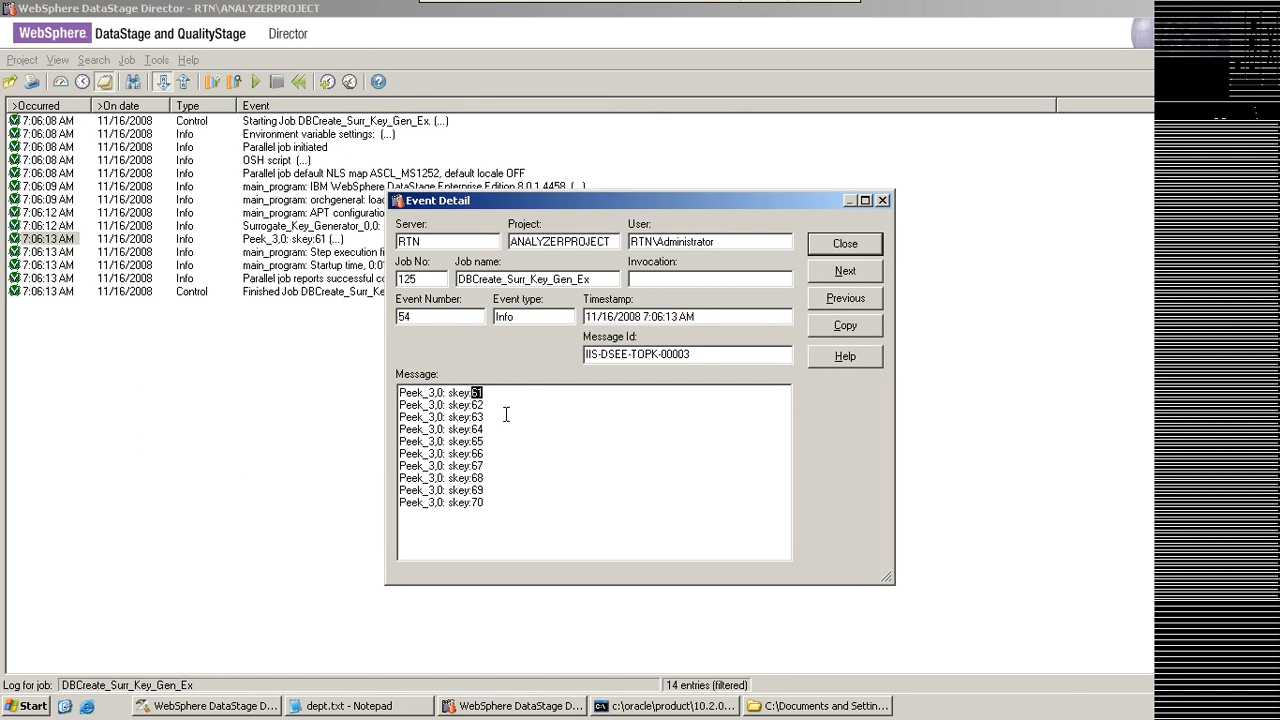 WebSphere DataStage Director - RTN\ANALYZERPROJECT
WebSphere. DataStage and QualityStage Director
Project View Search Job Tools Help
>Occurred >On date Type Event
7:06:08 AM 11/16/2008 Control Starting Job DBCreate_Surr_Key_Gen_Ex. (...)
7:06:08 AM 11/16/2008 Info Environment variable settings: (...)
7:06:08 AM 11/16/2008 Info Parallel job initiated
7:06:08 AM 11/16/2008 Info OSH script (...)
7:06:08 AM 11/16/2008 Info Parallel job default NLS map ASCL_MS1252, default locale OFF
7:06:09 AM 11/16/2008 Info main_program: IBM WebSphere DataStage Enterprise Edition 8.0.1.4458 (...)
7:06:09 AM 11/16/2008 Info main_program: orchgeneral: loa
7:06:12 AM 11/16/2008 Info main_program: APT configuratio
7:06:12 AM 11/16/2008 Info Surrogate_Key_Generator_0,0:
7:06:13 AM 11/16/2008 Info Peek_3,0: skey:61 (...)
7:06:13 AM 11/16/2008 Info main_program: Step execution fi
7:06:13 AM 11/16/2008 Info main_program: Startup time, 0:0
7:06:13 AM 11/16/2008 Info Parallel job reports successful co
7:06:13 AM 11/16/2008 Control Finished Job DBCreate_Surr_Ke
Event Detail
Server: Project: User:
RTN ANALYZERPROJECT RTN\Administrator
Close
Job No: Job name: Invocation:
125 DBCreate_Surr_Key_Gen_Ex
Next
Event Number: Event type: Timestamp:
54 Info 11/16/2008 7:06:13 AM
Previous
Copy
Message Id:
IIS-DSEE-TOPK-00003
Help
Message:
Peek_3,0: skey:61
Peek_3,0: skey:62
Peek_3,0: skey:63
Peek_3,0: skey:64
Peek_3,0: skey:65
Peek_3,0: skey:66
Peek_3,0: skey:67
Peek_3,0: skey:68
Peek_3,0: skey:69
Peek_3,0: skey:70
Log for job: DBCreate_Surr_Key_Gen_Ex 14 entries (filtered)
Start WebSphere DataStage D... dept.txt - Notepad WebSphere DataStage D... c:\oracle\product\10.2.0... C:\Documents and Settin...